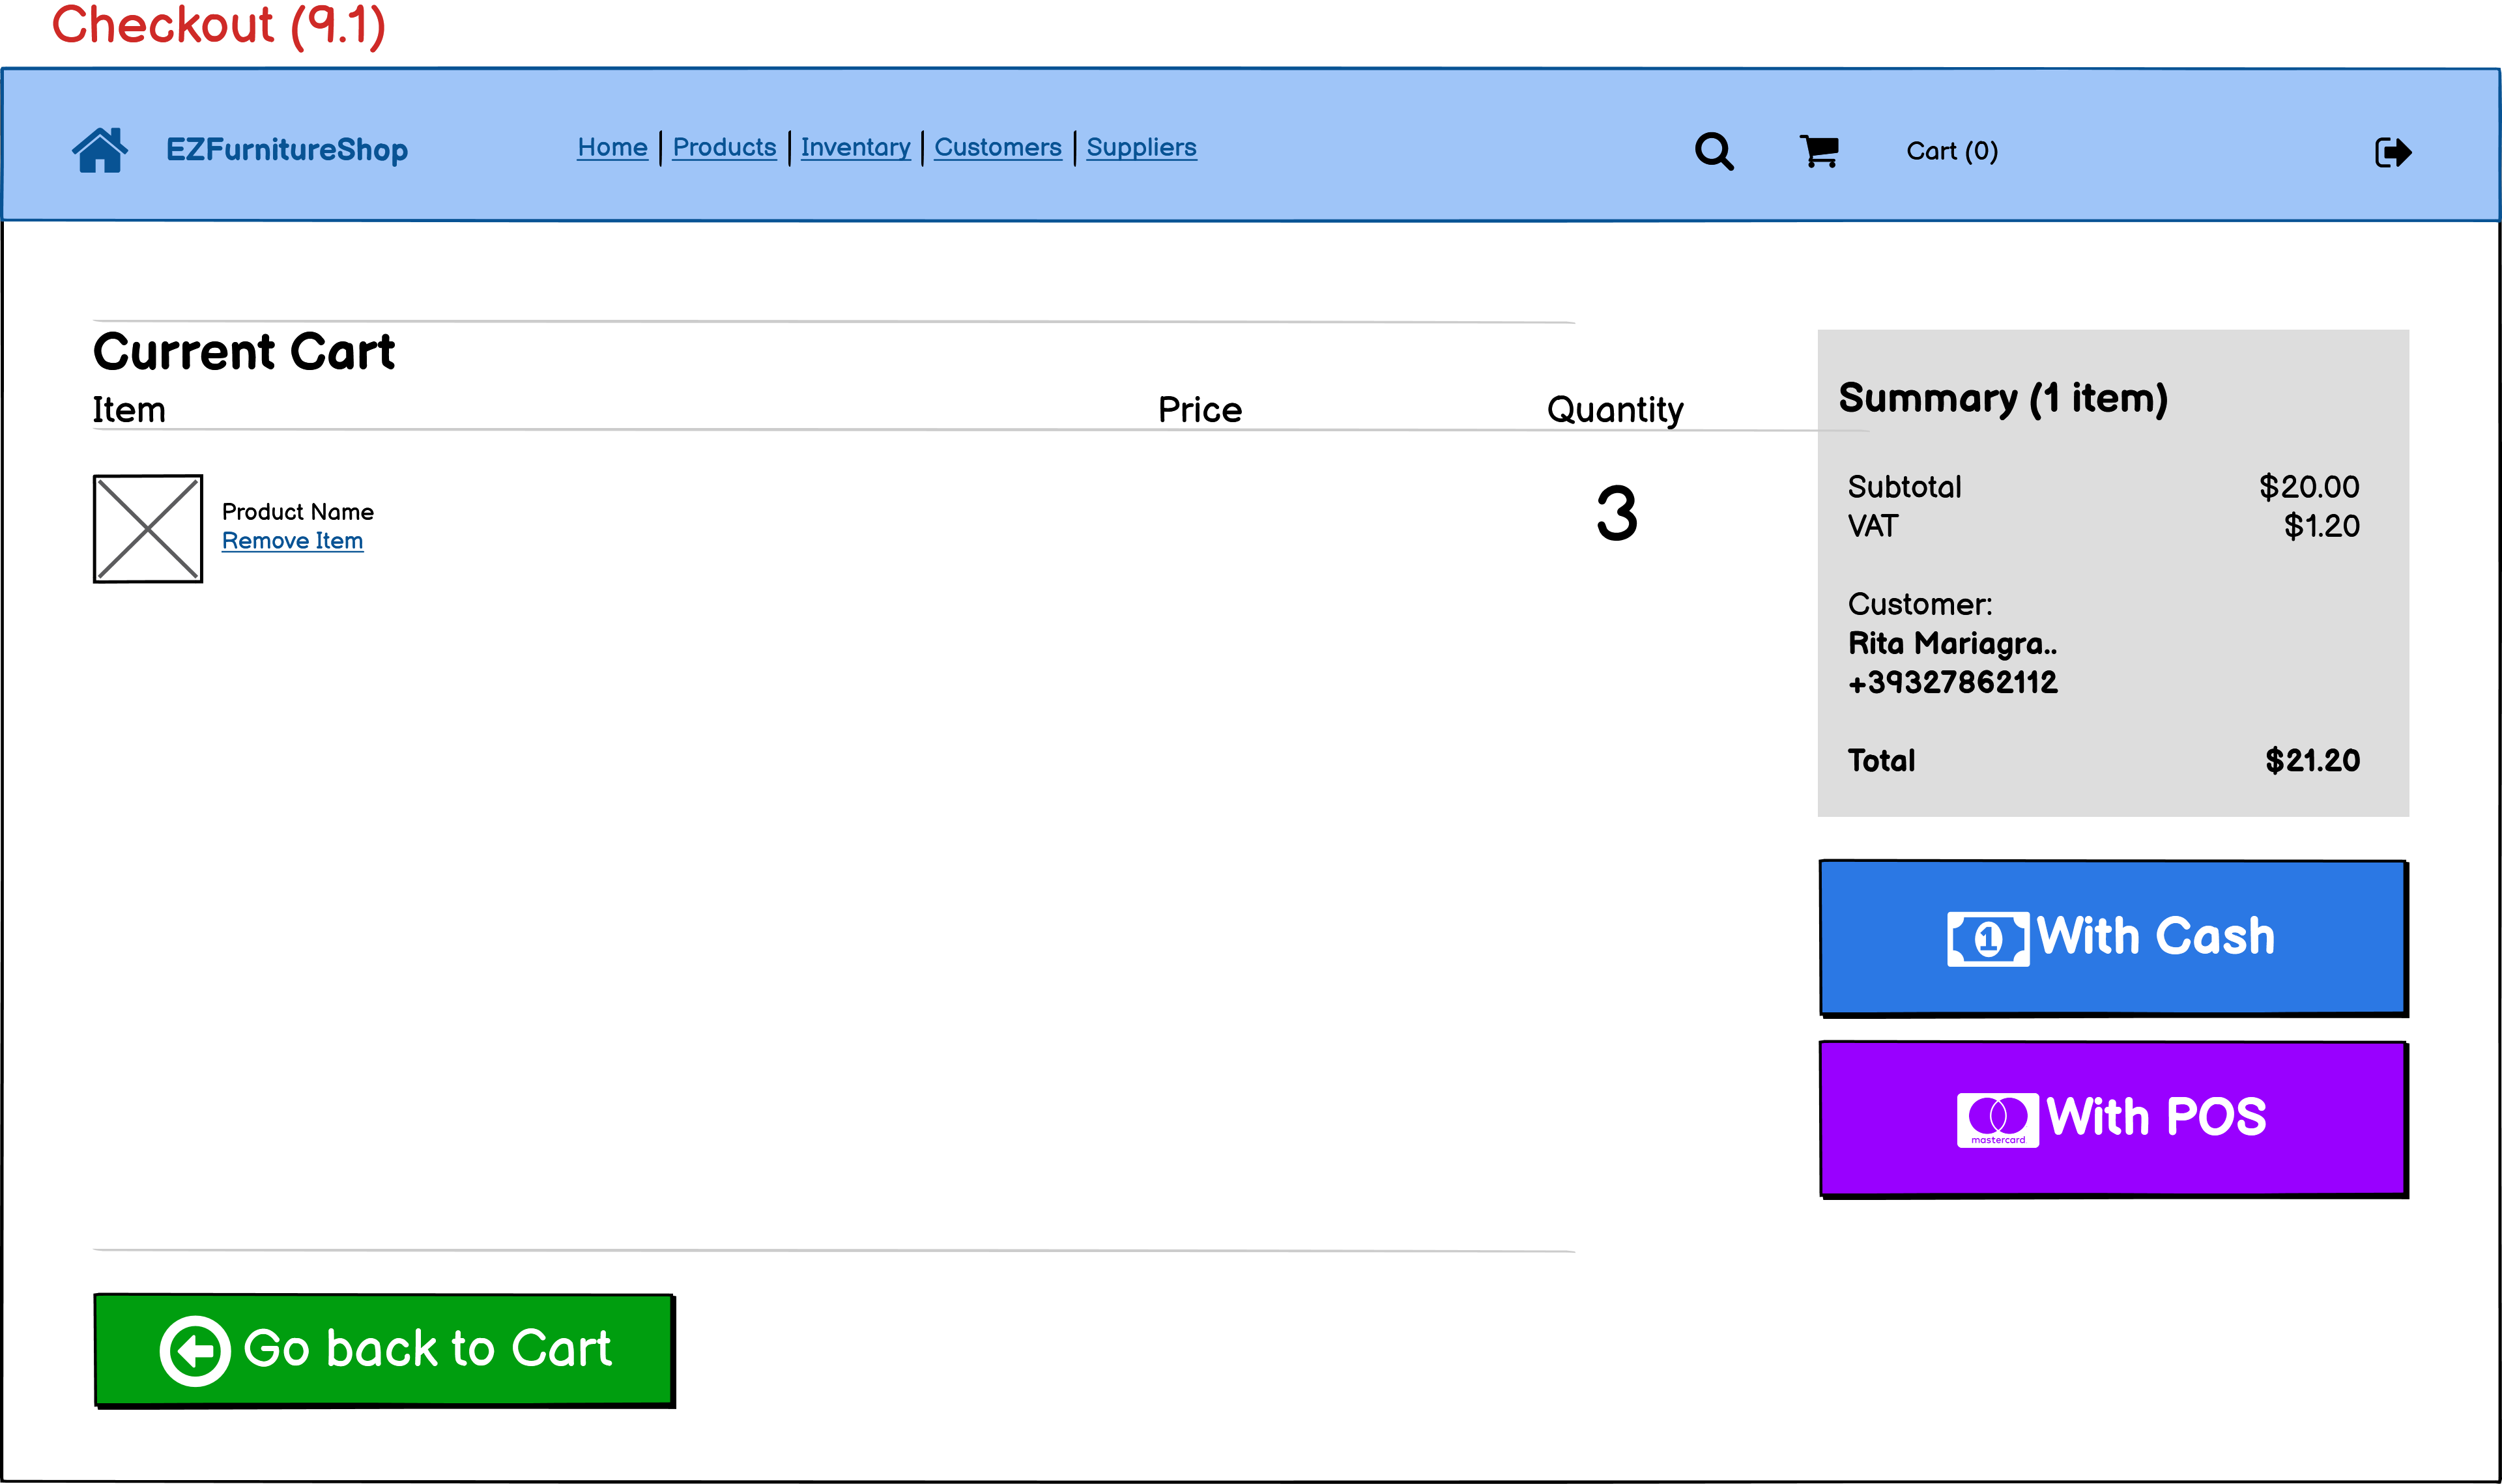 Checkout (9.1)
EZFurnitureShop
Home | Products | Inventory | Customers | Suppliers
Cart (0)
Current Cart
Item Price Quantity
Product Name
Remove Item
3
Summary (1 item)
Subtotal $20.00
VAT $1.20
Customer:
Rita Mariagra..
+39327862112
Total $21.20
1 With Cash
mastercard With POS
Go back to Cart